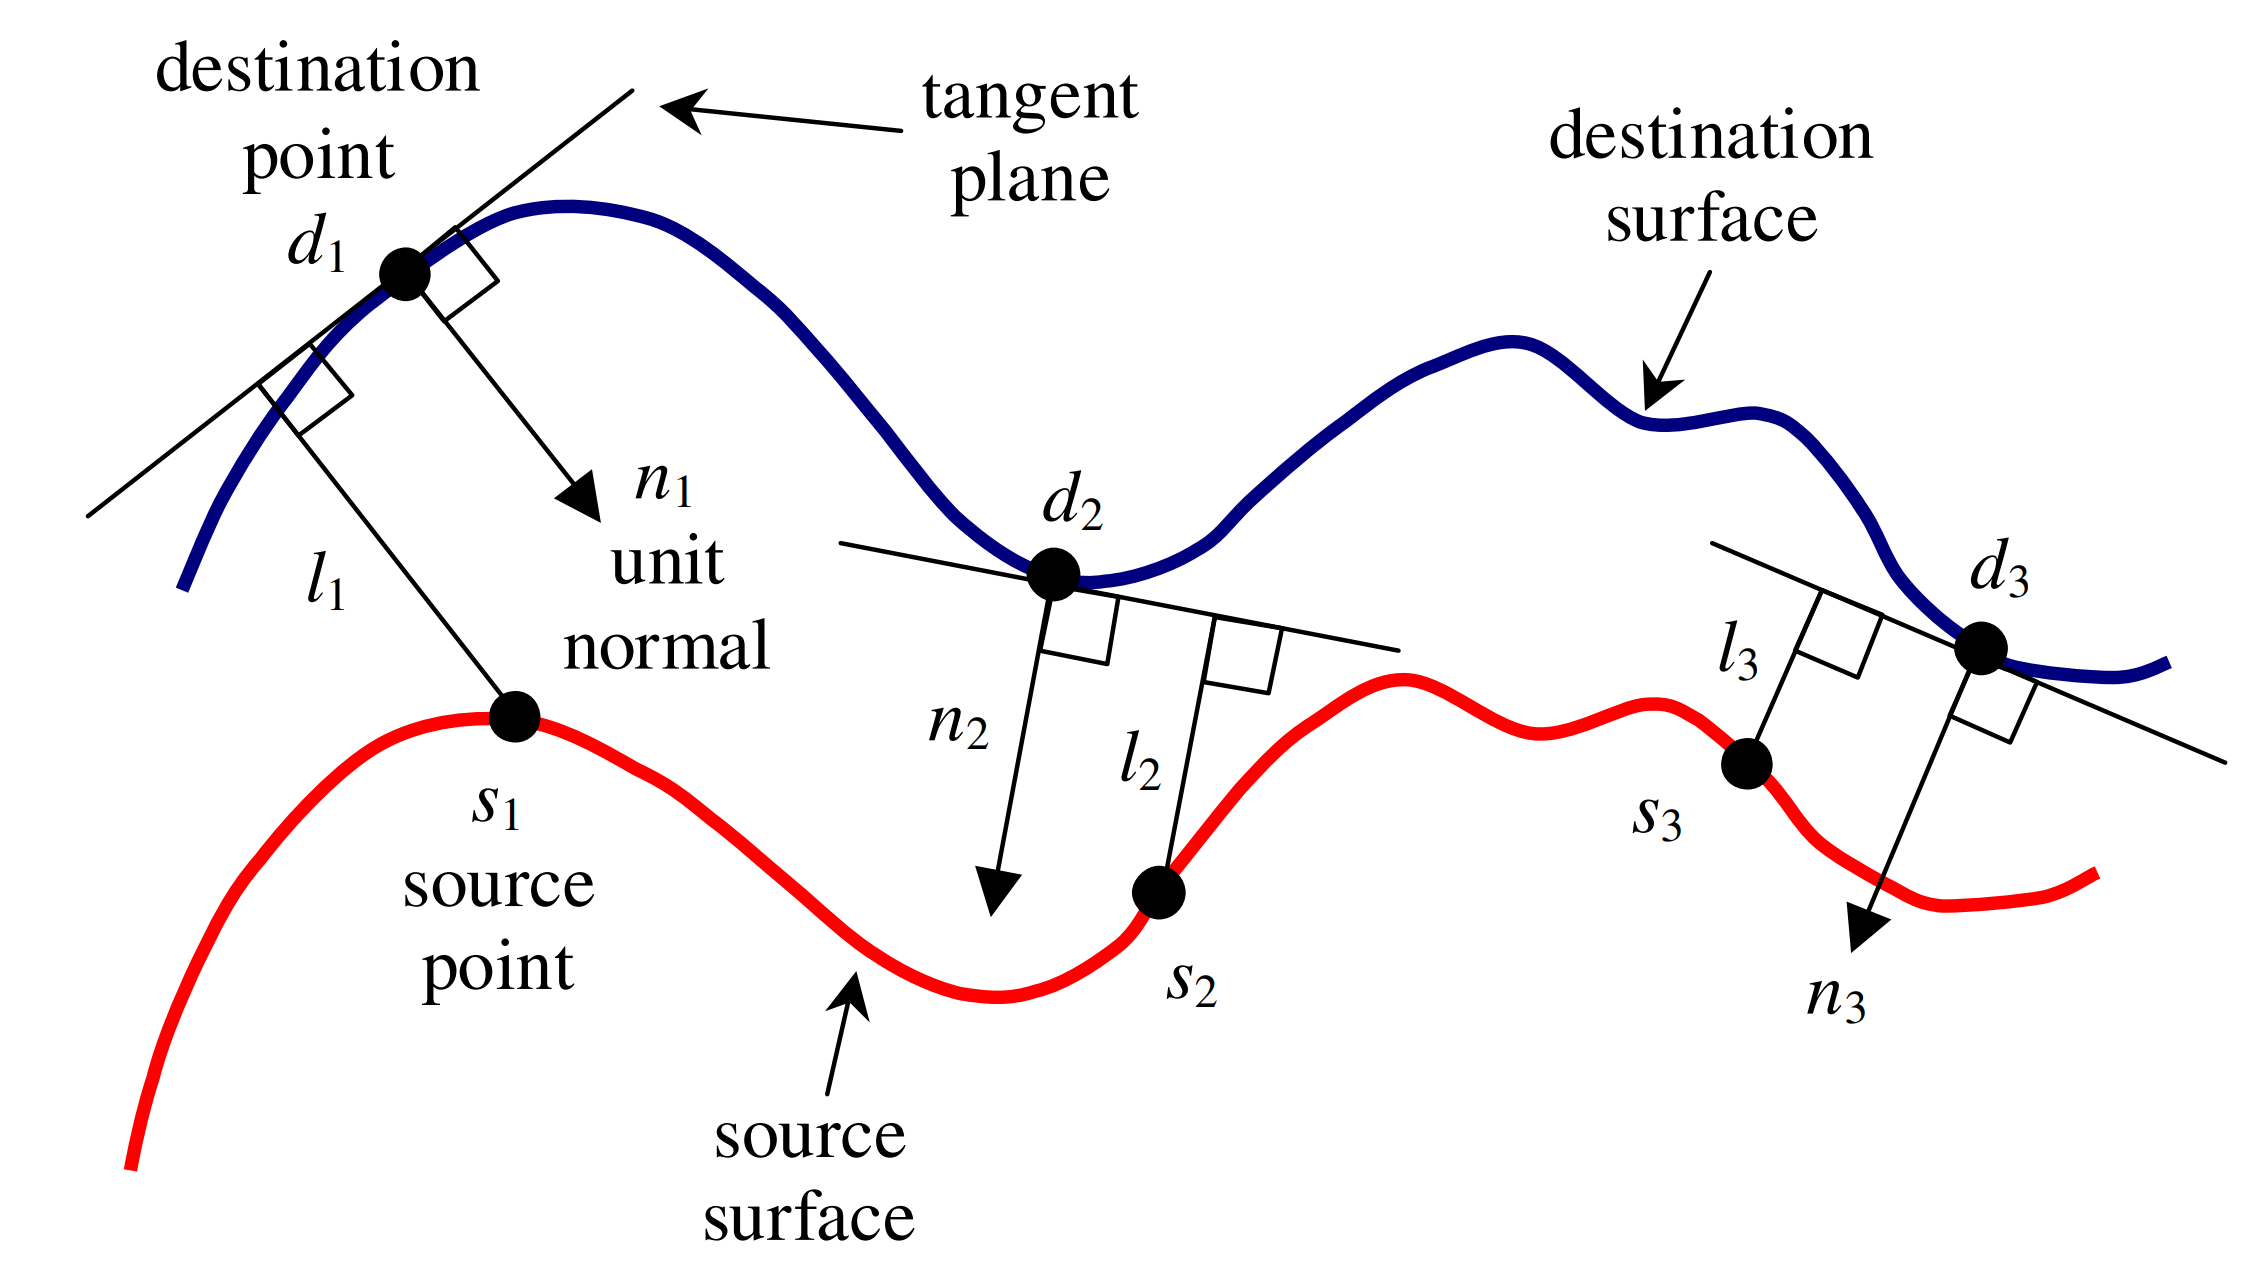 destination
point
d₁
tangent
plane
destination
surface
n₁
unit
normal
l₁
d₂
d₃
n₂
l₂
l₃
s₁
source
point
s₂
s₃
n₃
source
surface